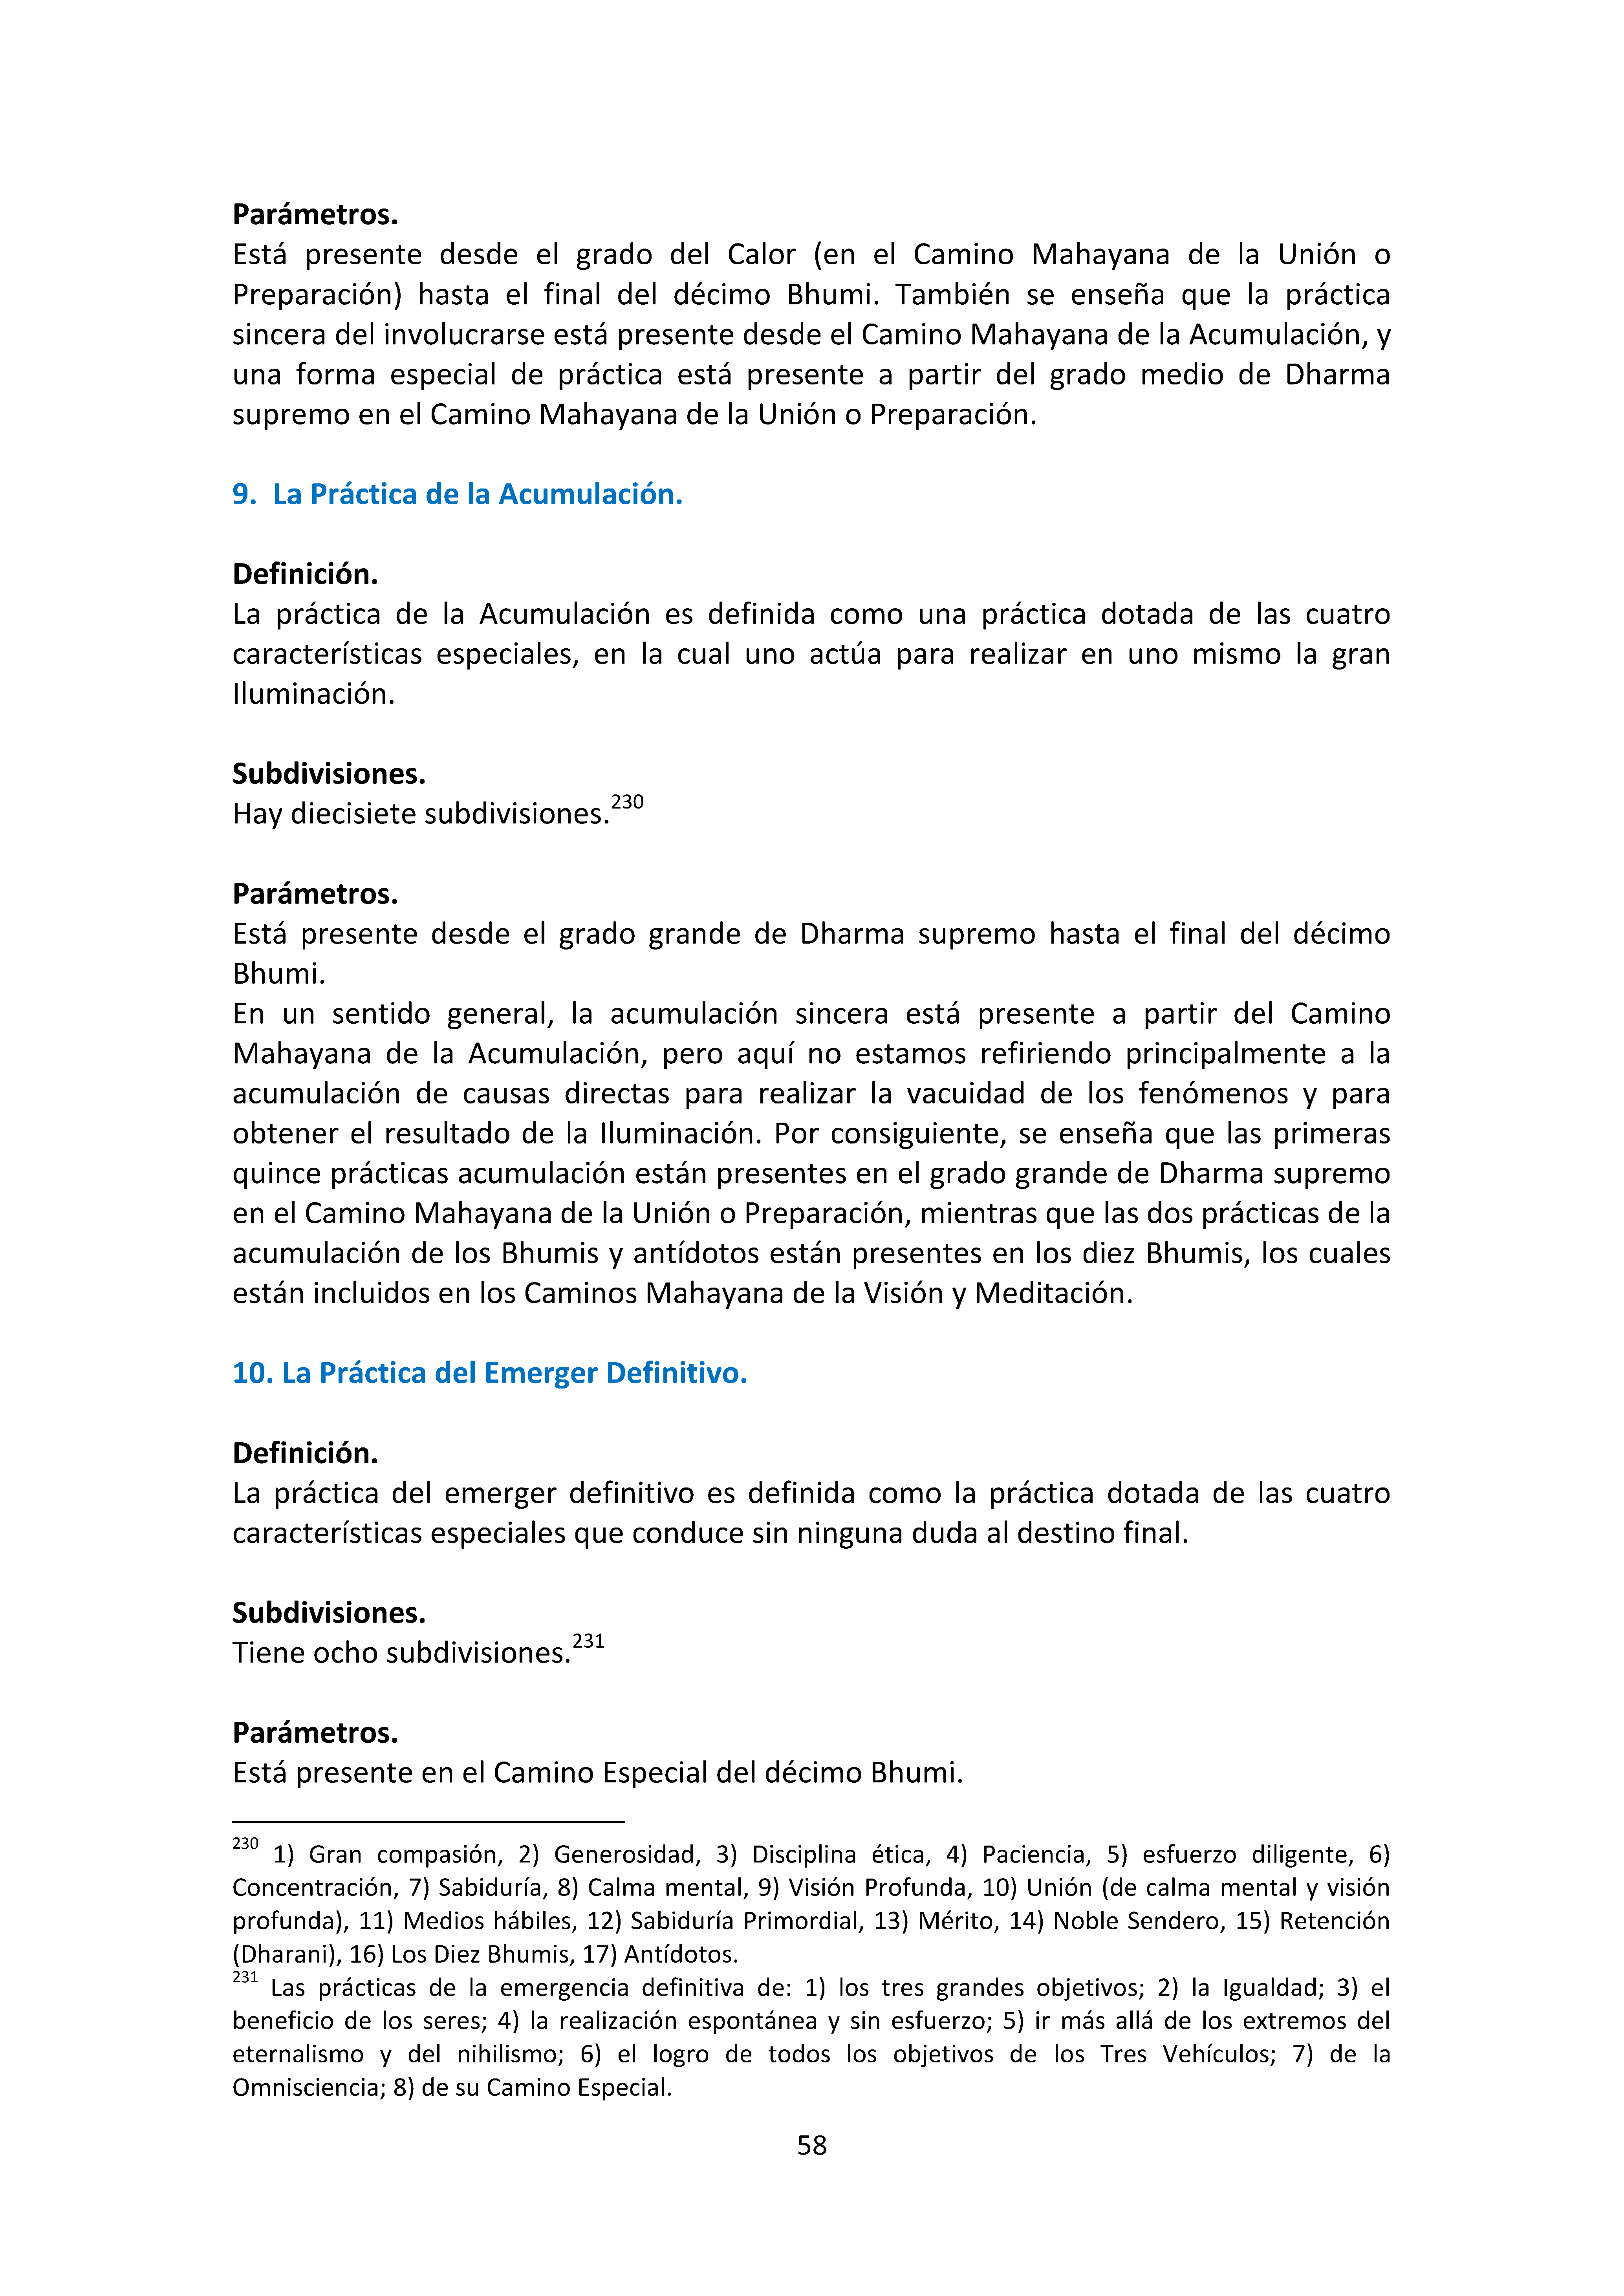 Parámetros.
Está presente desde el grado del Calor (en el Camino Mahayana de la Unión o
Preparación) hasta el final del décimo Bhumi. También se enseña que la práctica
sincera del involucrarse está presente desde el Camino Mahayana de la Acumulación, y
una forma especial de práctica está presente a partir del grado medio de Dharma
supremo en el Camino Mahayana de la Unión o Preparación.
9. La Práctica de la Acumulación.
Definición.
La práctica de la Acumulación es definida como una práctica dotada de las cuatro
características especiales, en la cual uno actúa para realizar en uno mismo la gran
Iluminación.
Subdivisiones.
Hay diecisiete subdivisiones.230
Parámetros.
Está presente desde el grado grande de Dharma supremo hasta el final del décimo
Bhumi.
En un sentido general, la acumulación sincera está presente a partir del Camino
Mahayana de la Acumulación, pero aquí no estamos refiriendo principalmente a la
acumulación de causas directas para realizar la vacuidad de los fenómenos y para
obtener el resultado de la Iluminación. Por consiguiente, se enseña que las primeras
quince prácticas acumulación están presentes en el grado grande de Dharma supremo
en el Camino Mahayana de la Unión o Preparación, mientras que las dos prácticas de la
acumulación de los Bhumis y antídotos están presentes en los diez Bhumis, los cuales
están incluidos en los Caminos Mahayana de la Visión y Meditación.
10. La Práctica del Emerger Definitivo.
Definición.
La práctica del emerger definitivo es definida como la práctica dotada de las cuatro
características especiales que conduce sin ninguna duda al destino final.
Subdivisiones.
Tiene ocho subdivisiones.231
Parámetros.
Está presente en el Camino Especial del décimo Bhumi.
230 1) Gran compasión, 2) Generosidad, 3) Disciplina ética, 4) Paciencia, 5) esfuerzo diligente, 6)
Concentración, 7) Sabiduría, 8) Calma mental, 9) Visión Profunda, 10) Unión (de calma mental y visión
profunda), 11) Medios hábiles, 12) Sabiduría Primordial, 13) Mérito, 14) Noble Sendero, 15) Retención
(Dharani), 16) Los Diez Bhumis, 17) Antídotos.
231 Las prácticas de la emergencia definitiva de: 1) los tres grandes objetivos; 2) la Igualdad; 3) el
beneficio de los seres; 4) la realización espontánea y sin esfuerzo; 5) ir más allá de los extremos del
eternalismo y del nihilismo; 6) el logro de todos los objetivos de los Tres Vehículos; 7) de la
Omnisciencia; 8) de su Camino Especial.
58